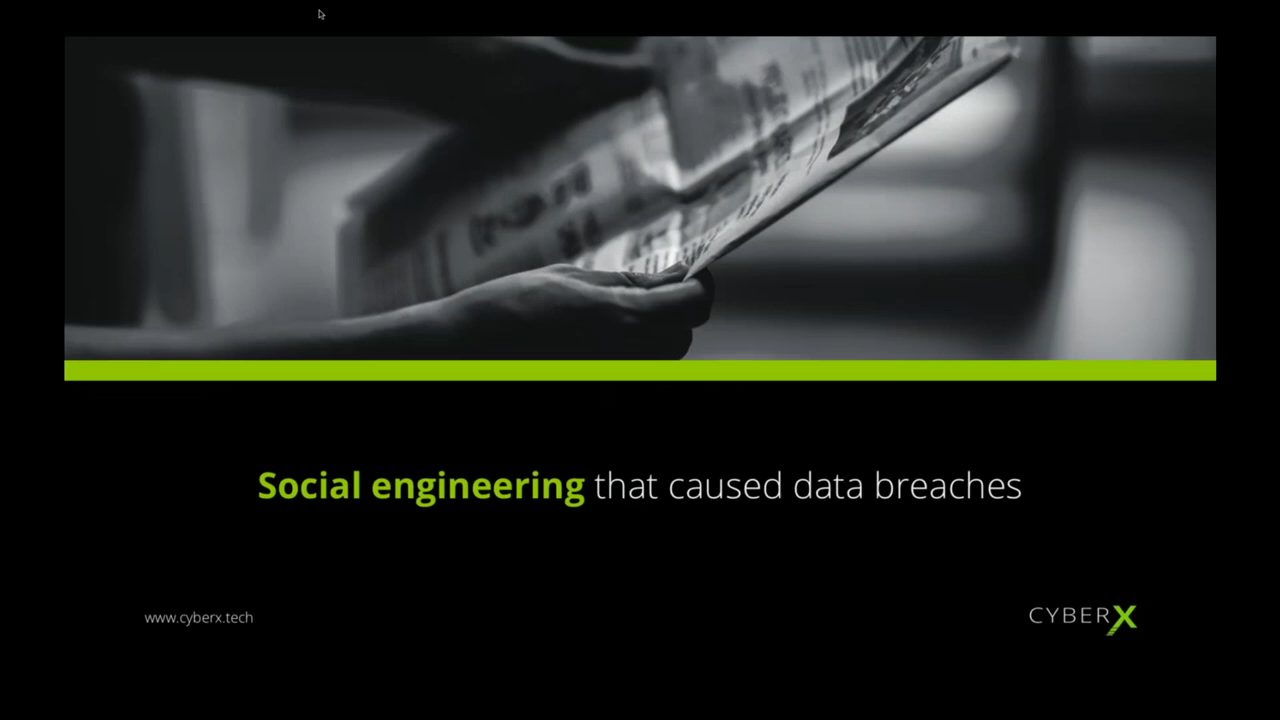 Social engineering that caused data breaches
www.cyberx.tech
CYBERX